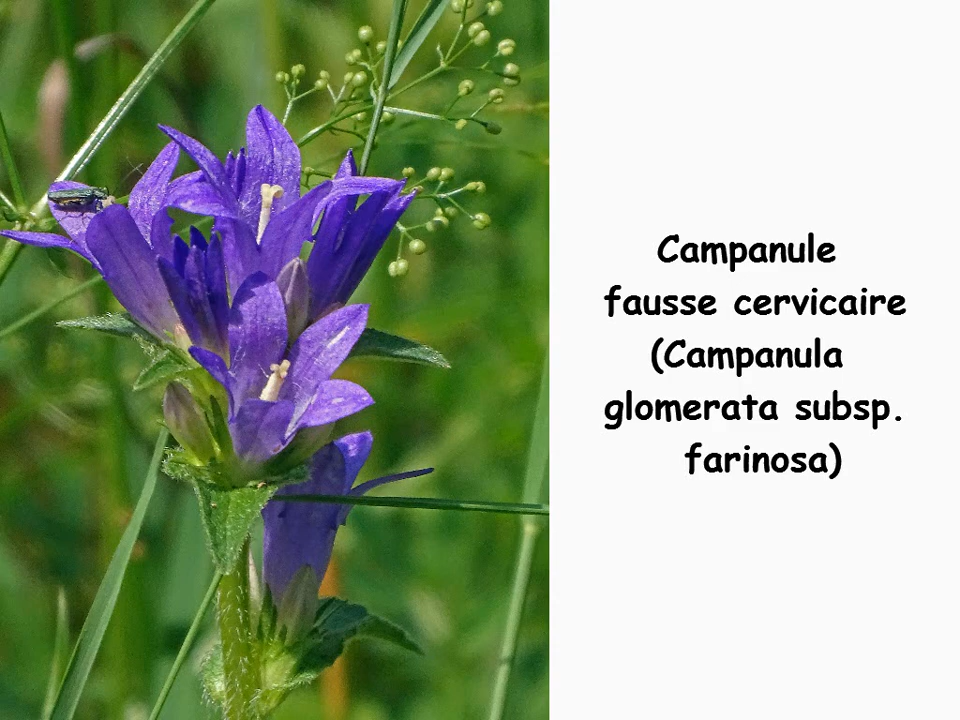 Campanule
fausse cervicaire
(Campanula
glomerata subsp.
farinosa)